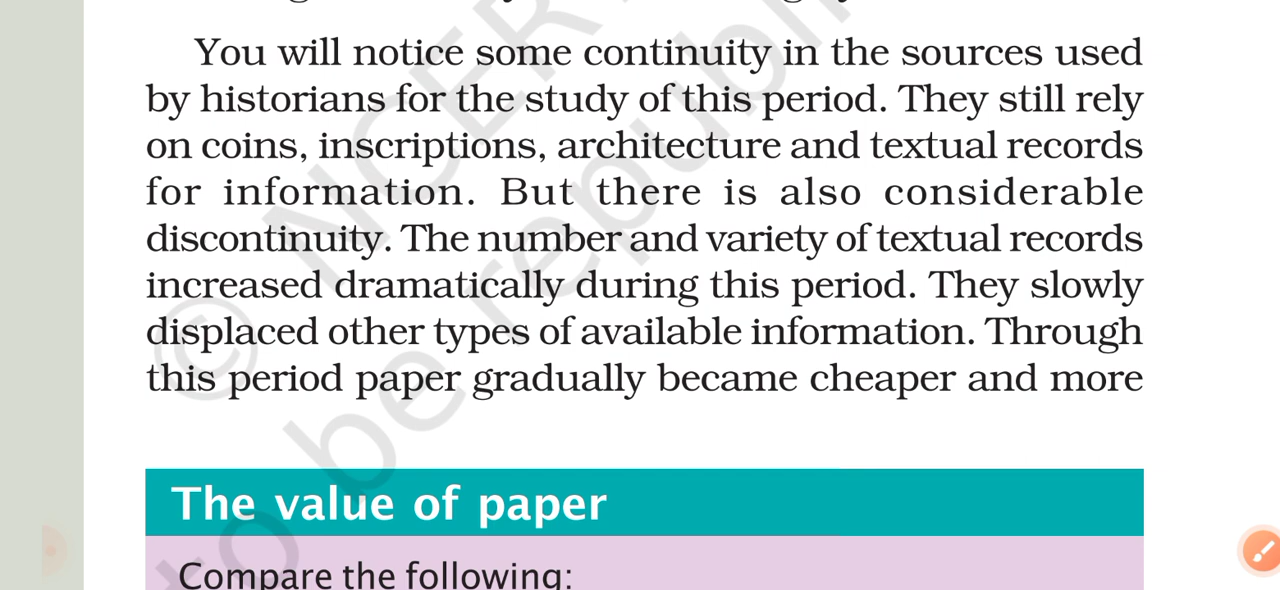 You will notice some continuity in the sources used
by historians for the study of this period. They still rely
on coins, inscriptions, architecture and textual records
for information. But there is also considerable
discontinuity. The number and variety of textual records
increased dramatically during this period. They slowly
displaced other types of available information. Through
this period paper gradually became cheaper and more
The value of paper
Compare the following: